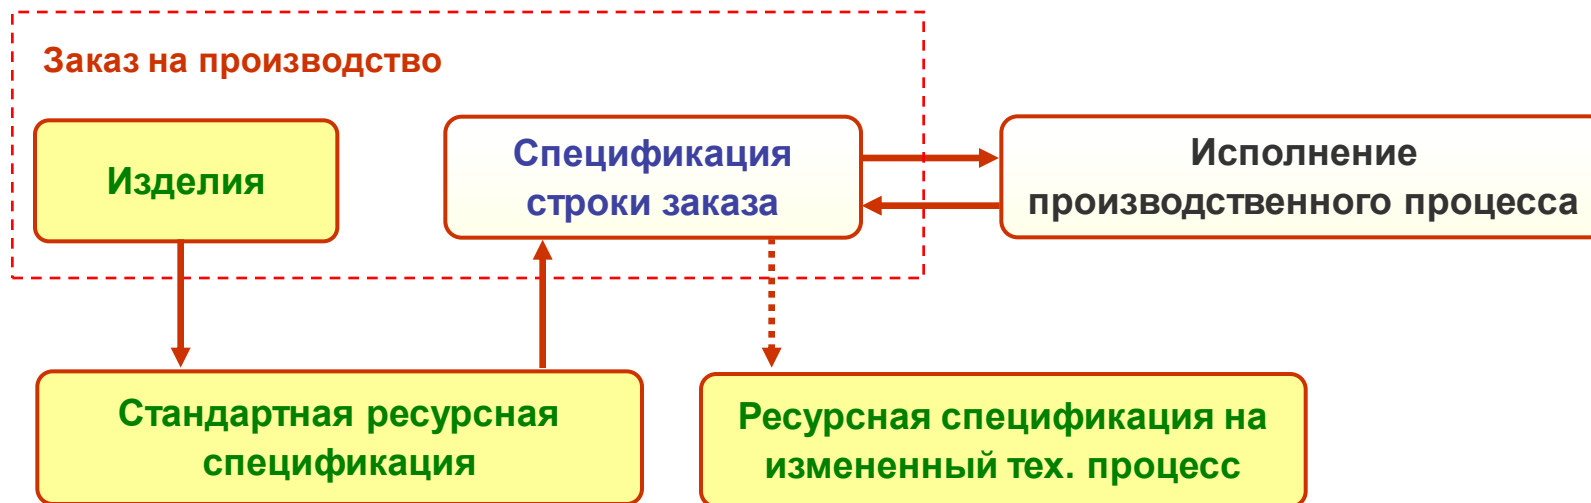 Заказ на производство
Изделия
Спецификация
строки заказа
Исполнение
производственного процесса
Стандартная ресурсная
спецификация
Ресурсная спецификация на
измененный тех. процесс